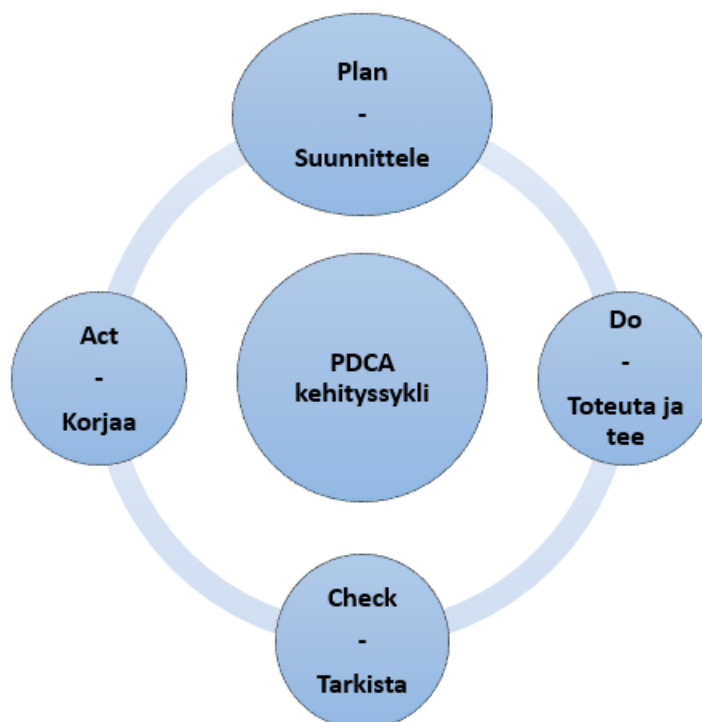 Plan
-
Suunnittele
Act
-
Korjaa
PDCA
kehityssykli
Do
-
Toteuta ja
tee
Check
-
Tarkista